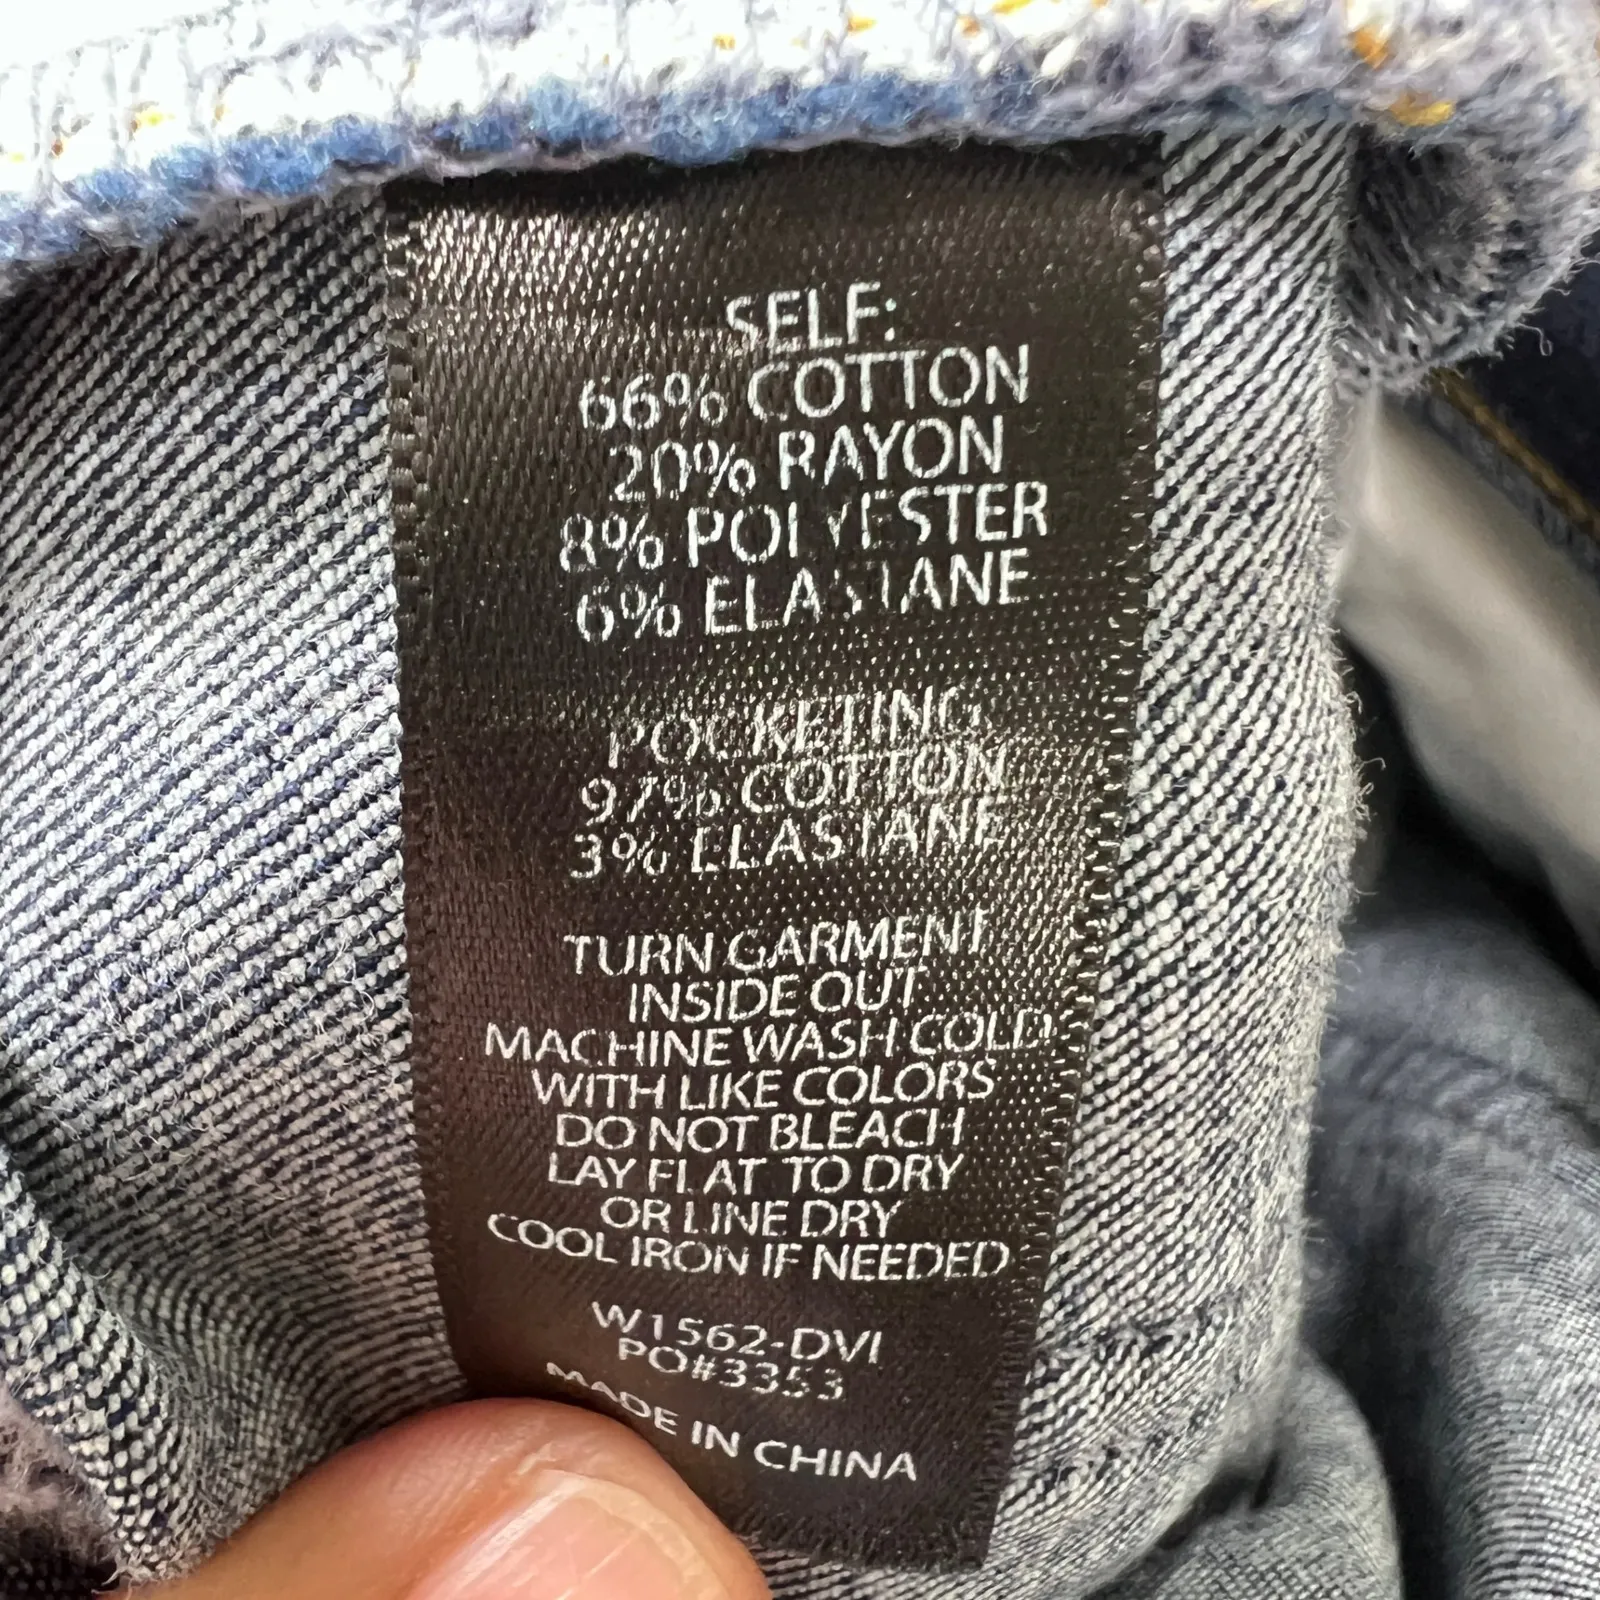 SELF:
66% COTTON
20% RAYON
8% POLYESTER
6% ELASTANE
POCKETING
97% COTTON
3% ELASTANE
TURN GARMENT
INSIDE OUT
MACHINE WASH COLD
WITH LIKE COLORS
DO NOT BLEACH
LAY FLAT TO DRY
OR LINE DRY
COOL IRON IF NEEDED
W1562-DVI
PO#3353
MADE IN CHINA